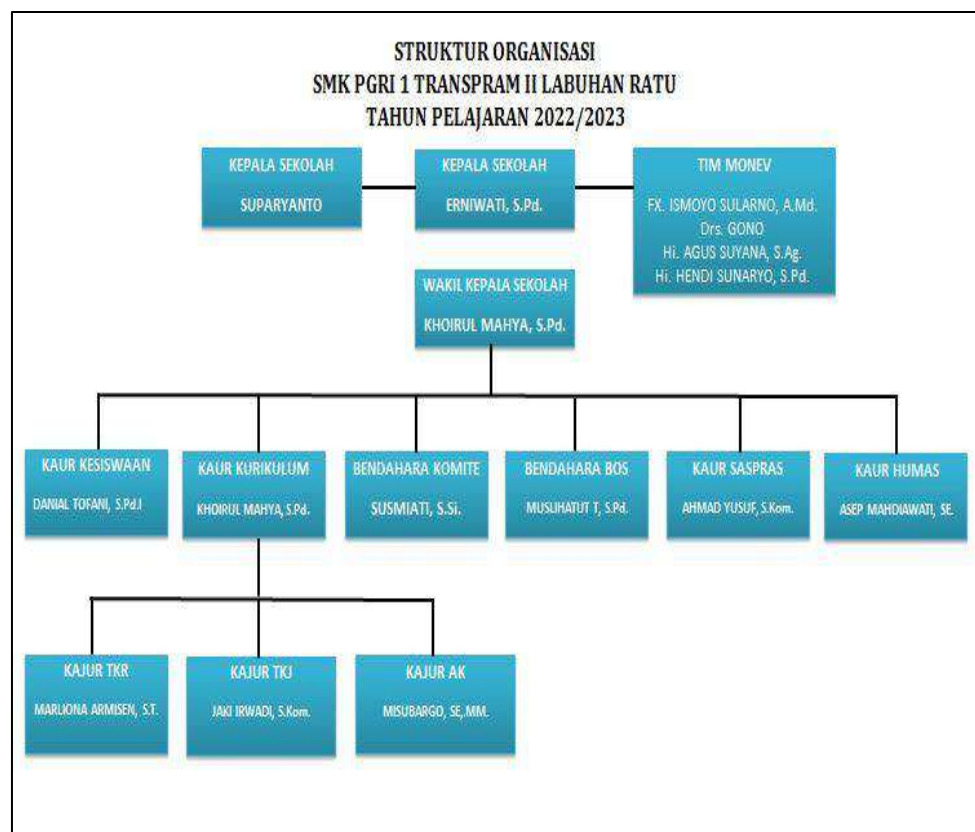 STRUKTUR ORGANISASI
SMK PGRI 1 TRANSPRAM II LABUHAN RATU
TAHUN PELAJARAN 2022/2023
KEPALA SEKOLAH
SUPARYANTO
KEPALA SEKOLAH
ERNIWATI, S.Pd.
TIM MONEV
FX. ISMOYO SULARNO, A.Md.
Drs. GONO
Hi. AGUS SUYANA, S.Ag.
Hi. HENDI SUNARYO, S.Pd.
WAKIL KEPALA SEKOLAH
KHOIRUL MAHYA, S.Pd.
KAUR KESISWAAN
DANIAL TOFANI, S.Pd.I
KAUR KURIKULUM
KHOIRUL MAHYA, S.Pd.
BENDAHARA KOMITE
SUSMIATI, S.Si.
BENDAHARA BOS
MUSLIHATUT T, S.Pd.
KAUR SASPRAS
AHMAD YUSUF, S.Kom.
KAUR HUMAS
ASEP MAHDIAWATI, SE.
KAJUR TKR
MARLIONA ARMISEN, S.T.
KAJUR TKJ
JAKI IRWADI, S.Kom.
KAJUR AK
MISUBARGO, SE,.MM.